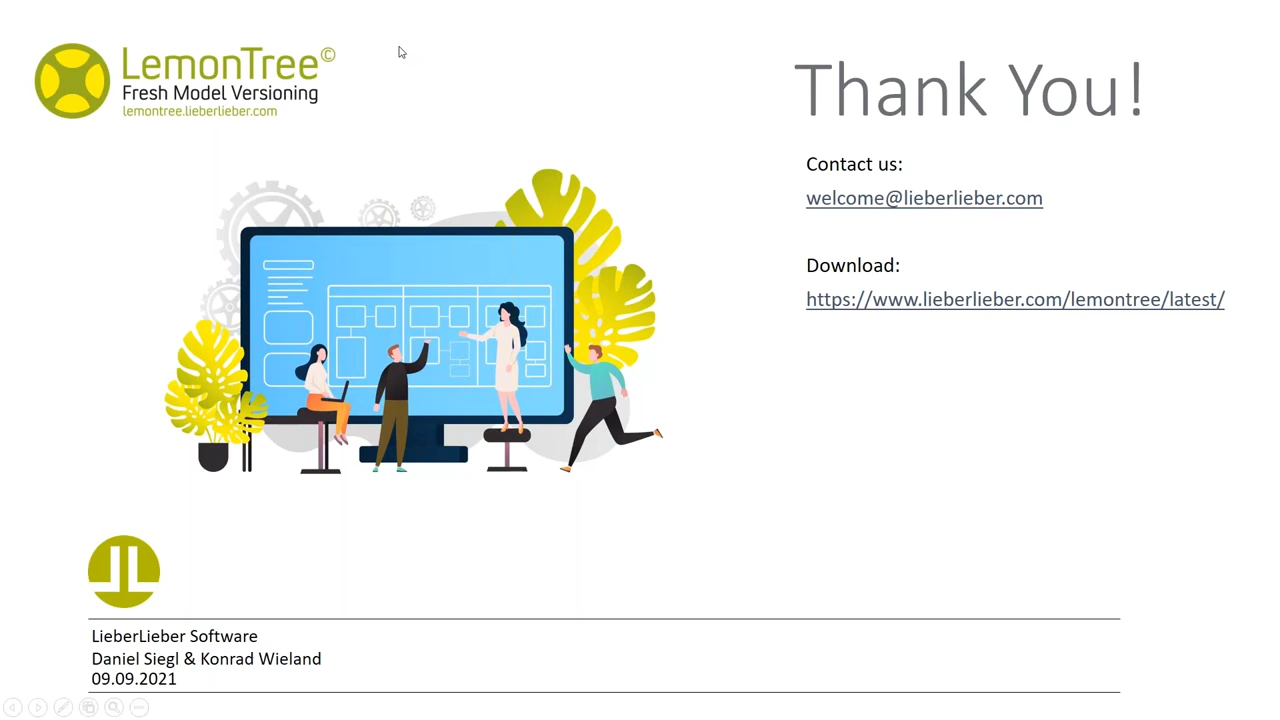 LemonTree©
Fresh Model Versioning
lemontree.lieberlieber.com
Thank You!
Contact us:
welcome@lieberlieber.com
Download:
https://www.lieberlieber.com/lemontree/latest/
LieberLieber Software
Daniel Siegl & Konrad Wieland
09.09.2021